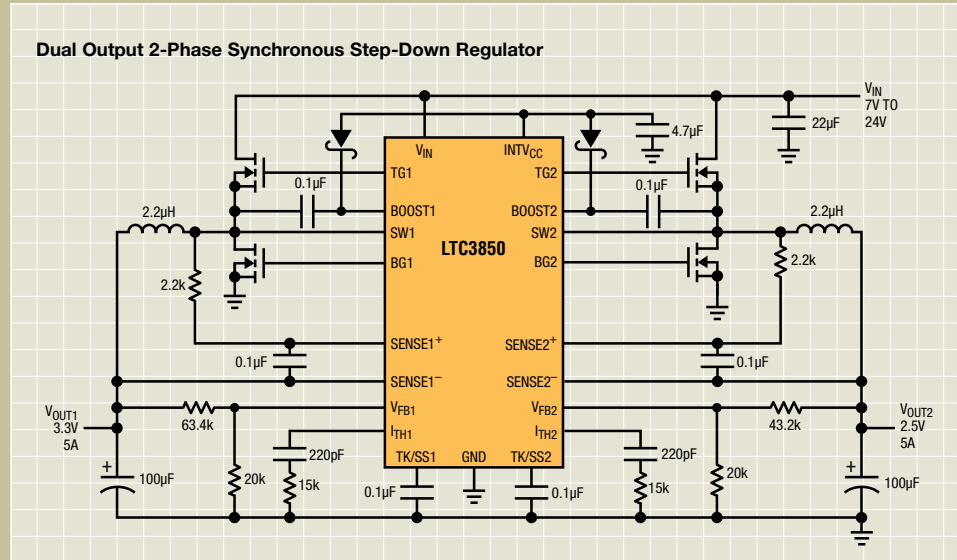 Dual Output 2-Phase Synchronous Step-Down Regulator
VIN
7V TO
24V
22µF
4.7µF
VIN
INTVCC
TG1
TG2
0.1µF
0.1µF
BOOST1
BOOST2
2.2µH
2.2µH
SW1
SW2
LTC3850
BG1
BG2
2.2k
2.2k
SENSE1+
SENSE2+
0.1µF
0.1µF
SENSE1–
SENSE2–
VFB1
VFB2
VOUT1
3.3V
5A
63.4k
43.2k
VOUT2
2.5V
5A
ITH1
ITH2
220pF
220pF
TK/SS1
GND
TK/SS2
+
100µF
20k
15k
0.1µF
0.1µF
15k
20k
+
100µF